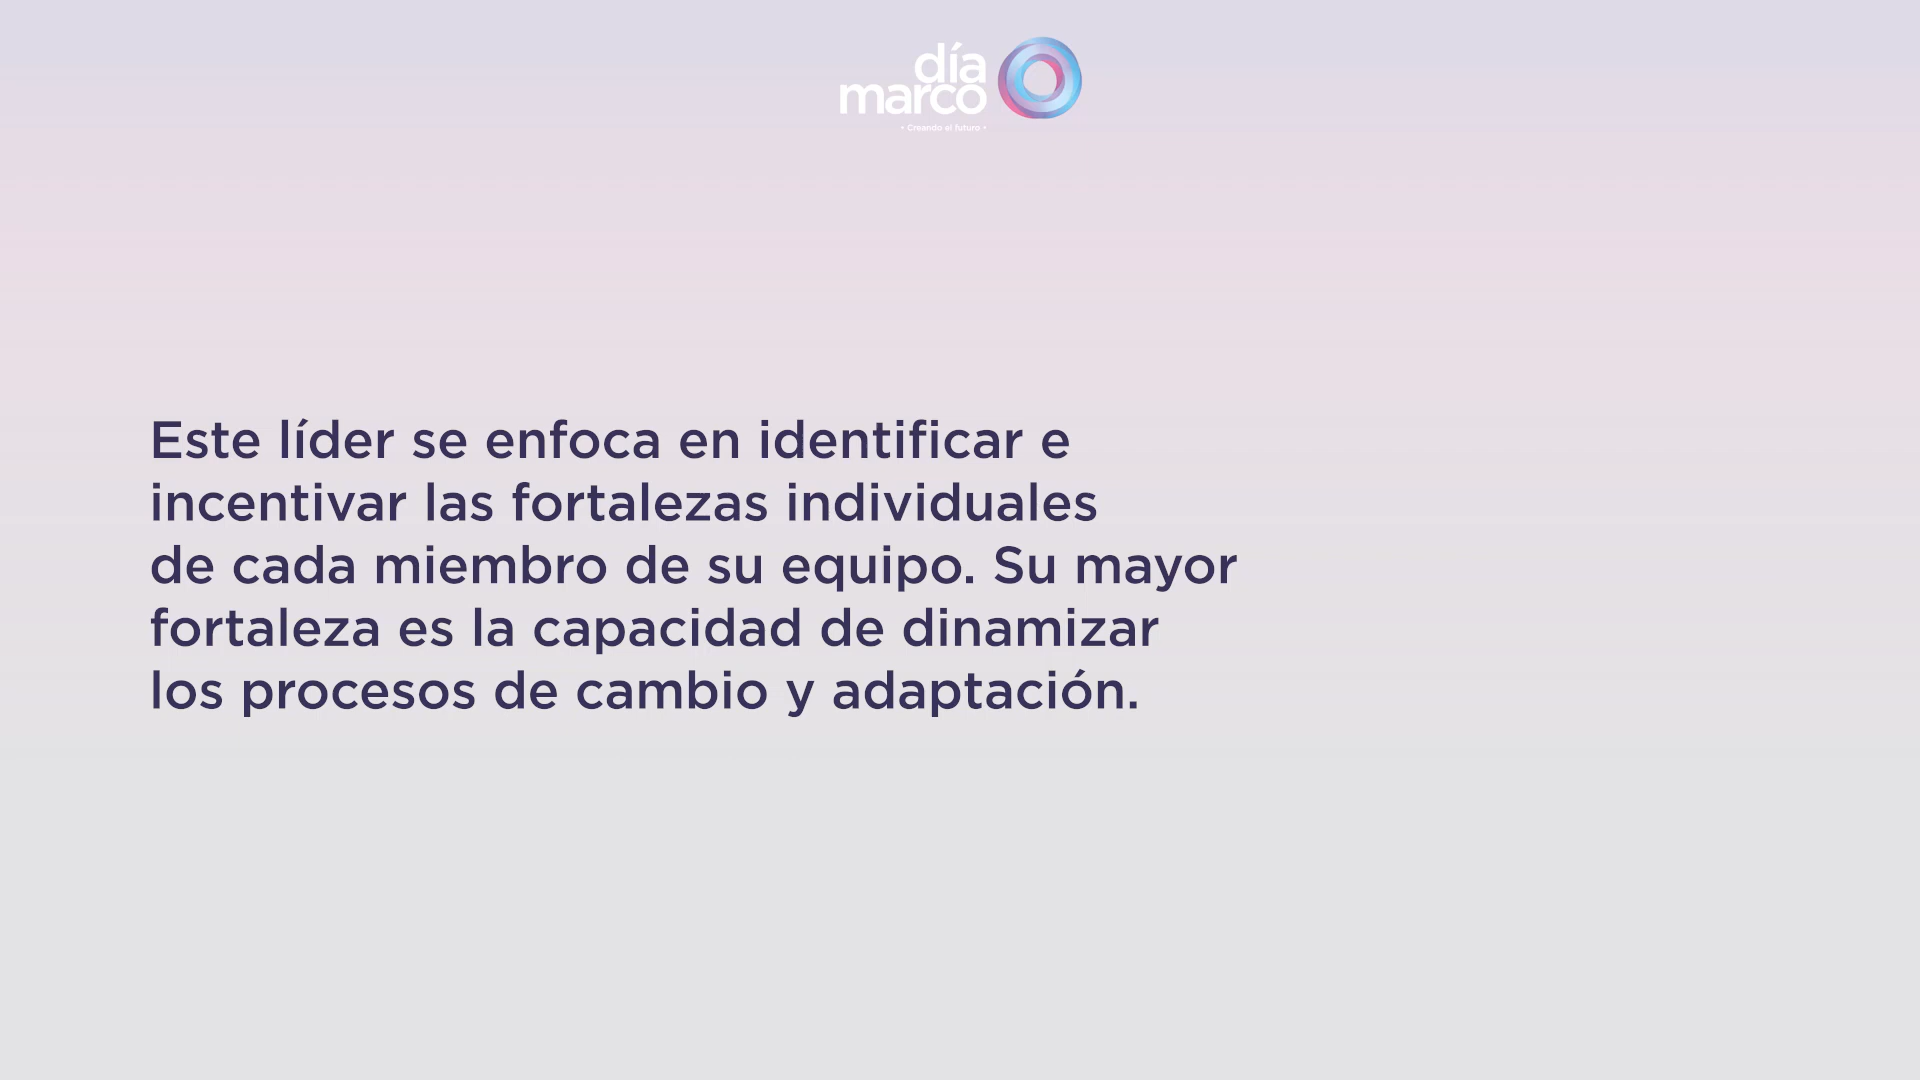 día
marco
• Creando el futuro •
Este líder se enfoca en identificar e
incentivar las fortalezas individuales
de cada miembro de su equipo. Su mayor
fortaleza es la capacidad de dinamizar
los procesos de cambio y adaptación.